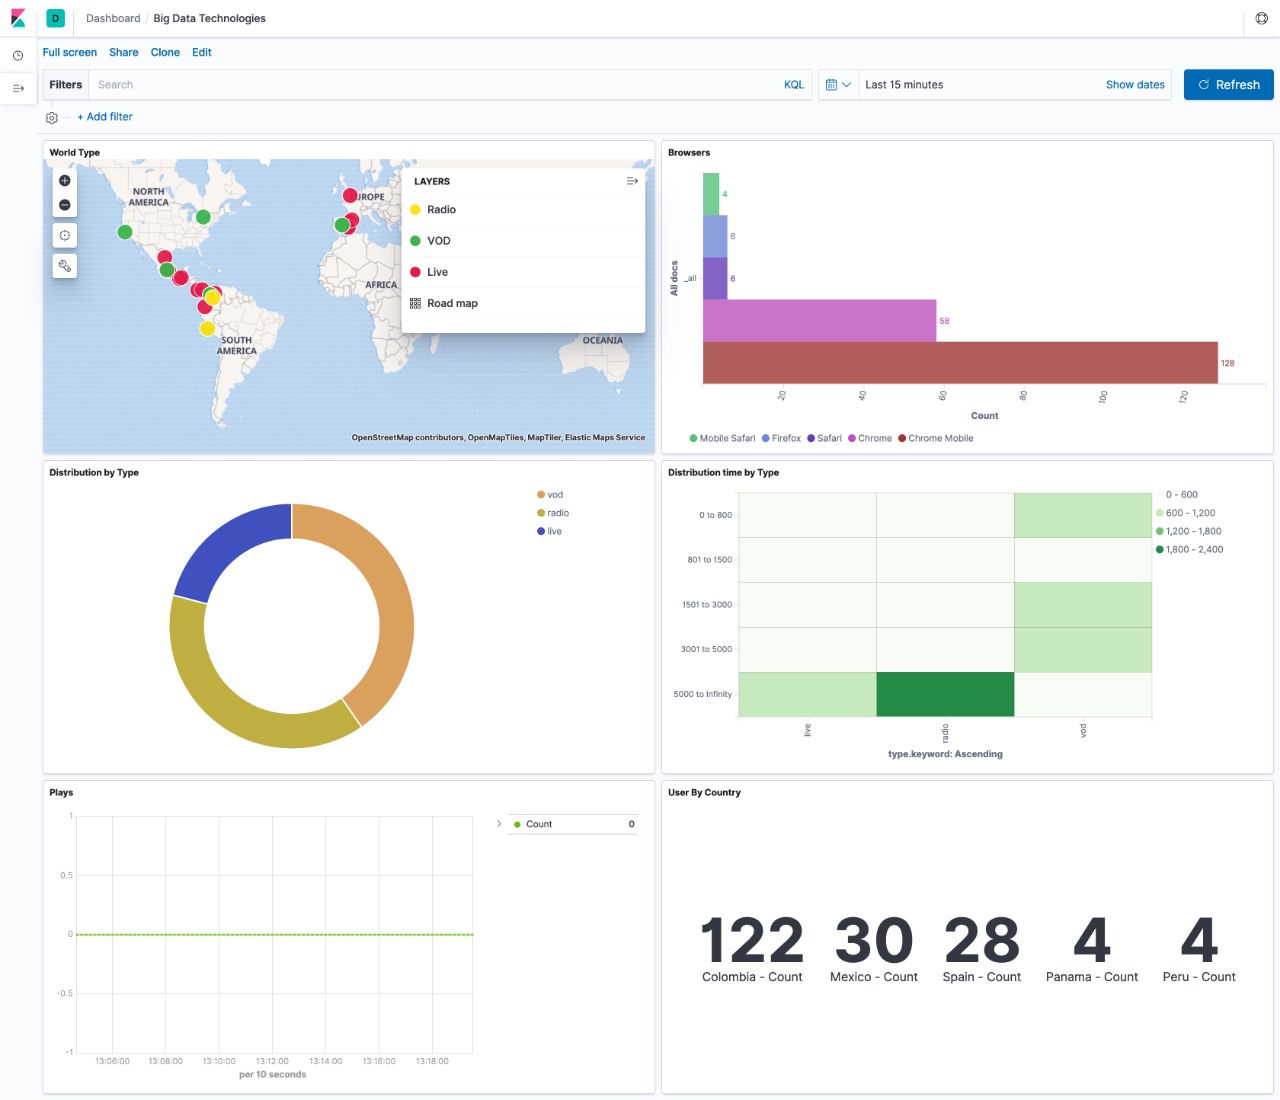 D Dashboard / Big Data Technologies
Full screen Share Clone Edit
Filters Search KQL Last 15 minutes Show dates Refresh
+ Add filter
World Type
NORTH
AMERICA
UROPE
AFRICA
SOUTH
AMERICA
OCEANIA
LAYERS
Radio
VOD
Live
Road map
OpenStreetMap contributors, OpenMapTiles, MapTiler, Elastic Maps Service
Browsers
All docs
_all
4
6
6
58
128
20 40 60 80 100 120
Count
Mobile Safari Firefox Safari Chrome Chrome Mobile
Distribution by Type
vod
radio
live
Distribution time by Type
0 to 800
801 to 1500
1501 to 3000
3001 to 5000
5000 to Infinity
live radio vod
type.keyword: Ascending
0 - 600
600 - 1,200
1,200 - 1,800
1,800 - 2,400
Plays
1
0.5
0
-0.5
-1
13:06:00 13:08:00 13:10:00 13:12:00 13:14:00 13:16:00 13:18:00
per 10 seconds
Count 0
User By Country
122 30 28 4 4
Colombia - Count Mexico - Count Spain - Count Panama - Count Peru - Count